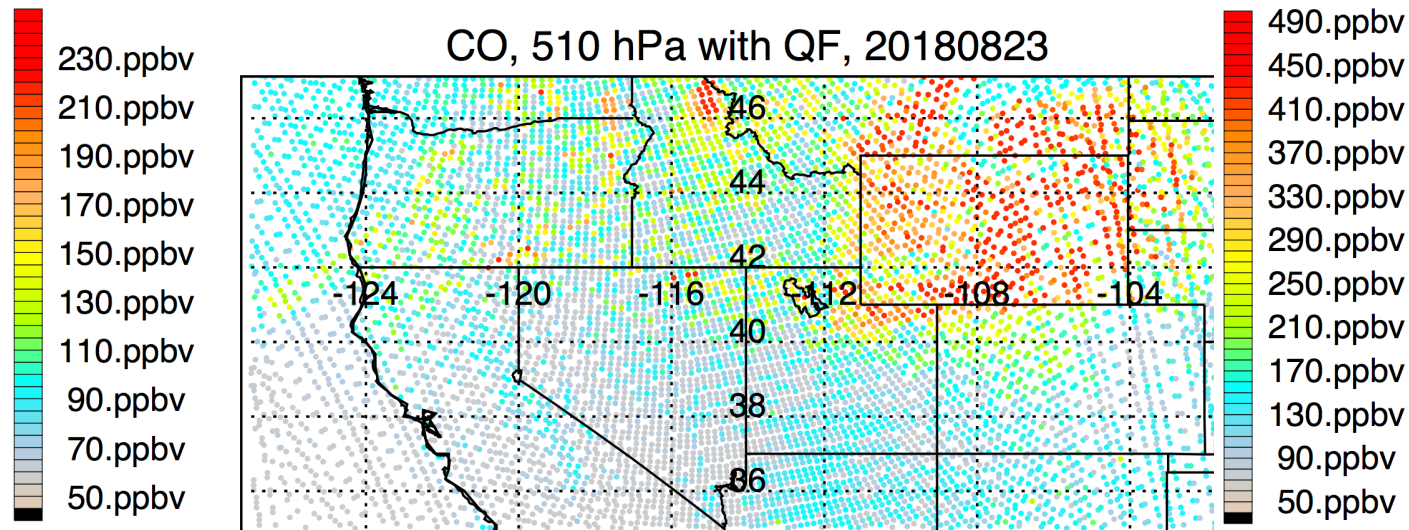 CO, 510 hPa with QF, 20180823
230.ppbv
210.ppbv
190.ppbv
170.ppbv
150.ppbv
130.ppbv
110.ppbv
90.ppbv
70.ppbv
50.ppbv
46
44
42
-124
-120
-116
-112
-108
-104
40
38
36
490.ppbv
450.ppbv
410.ppbv
370.ppbv
330.ppbv
290.ppbv
250.ppbv
210.ppbv
170.ppbv
130.ppbv
90.ppbv
50.ppbv